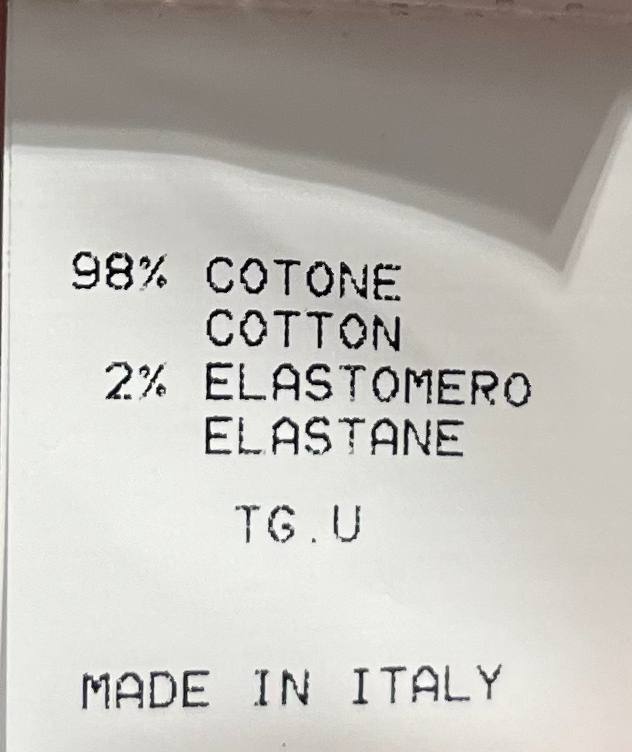 98% COTONE
COTTON
2% ELASTOMERO
ELASTANE
TG.U
MADE IN ITALY